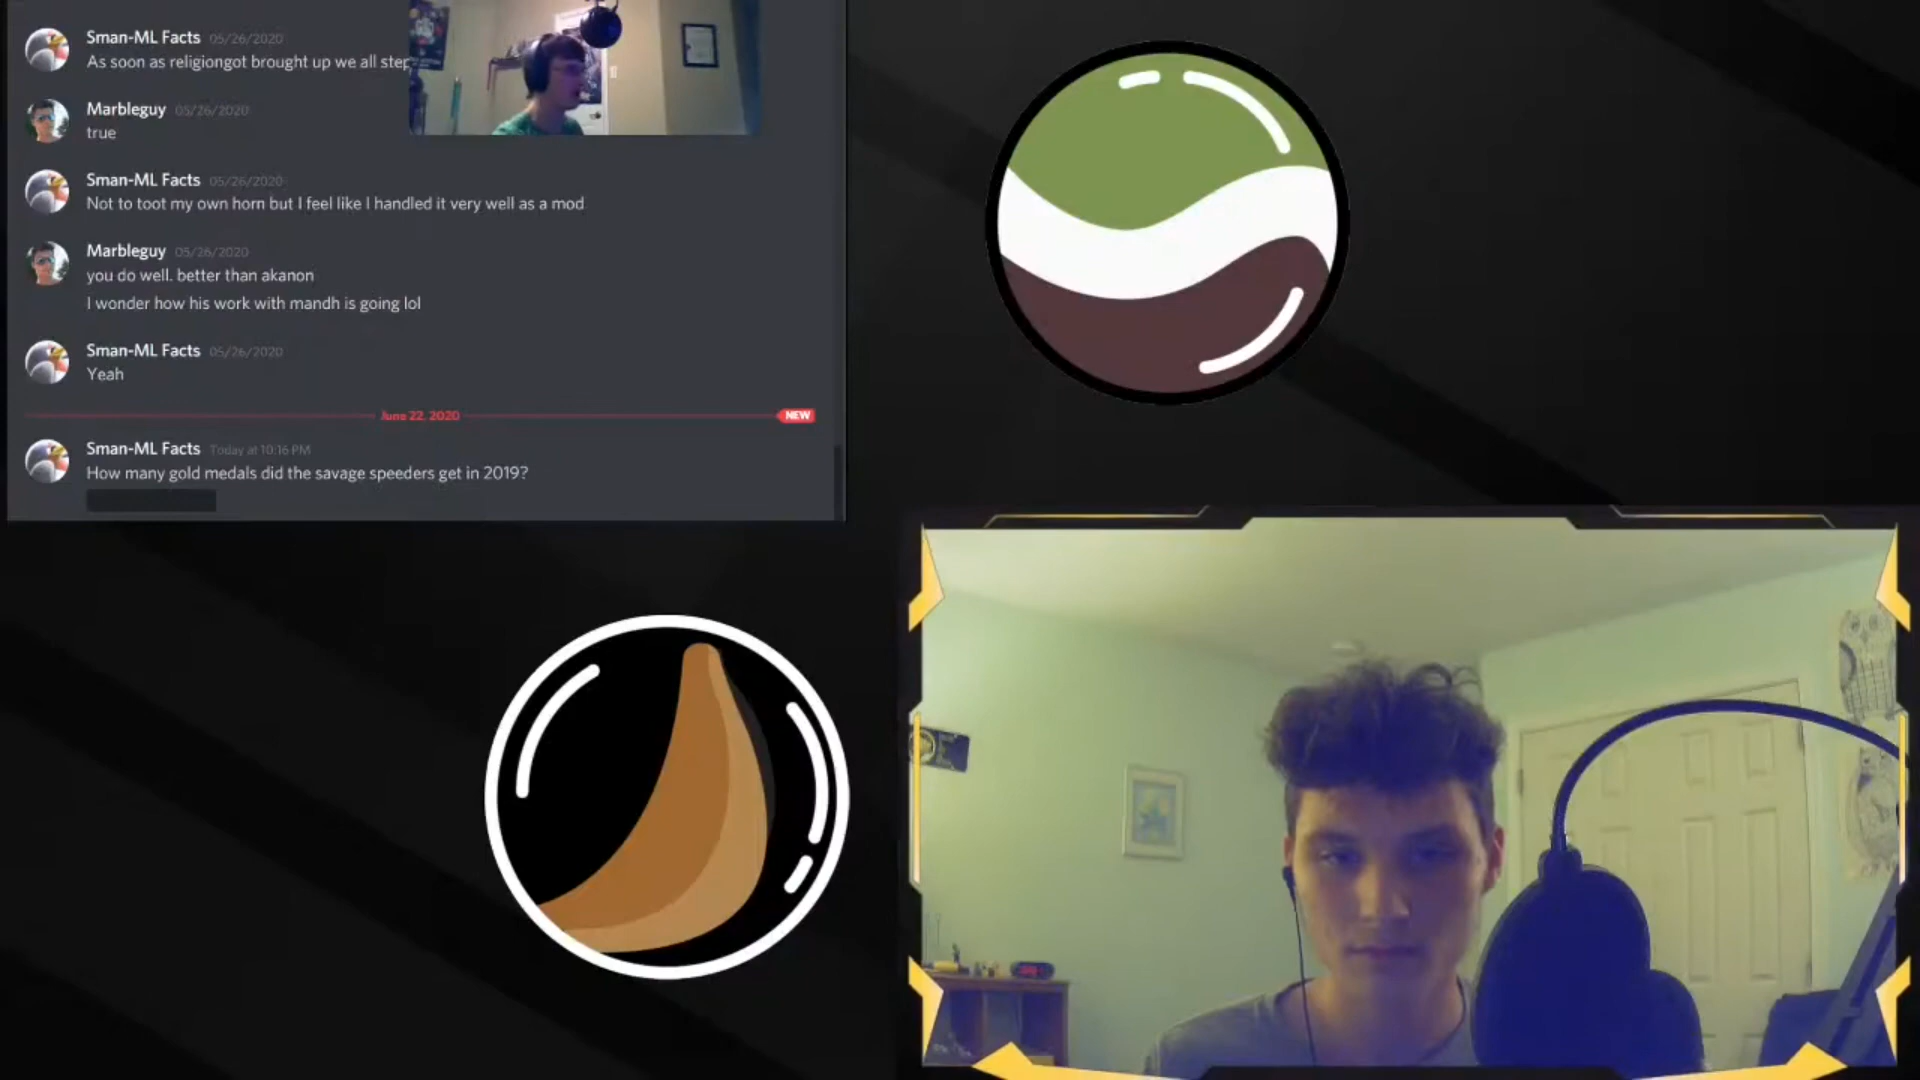 Sman-ML Facts 05/26/2020
As soon as religiongot brought up we all step
Marbleguy 05/26/2020
true
Sman-ML Facts 05/26/2020
Not to toot my own horn but I feel like I handled it very well as a mod
Marbleguy 05/26/2020
you do well. better than akanon
I wonder how his work with mandh is going lol
Sman-ML Facts 05/26/2020
Yeah
June 22, 2020 NEW
Sman-ML Facts Today at 10:16 PM
How many gold medals did the savage speeders get in 2019?